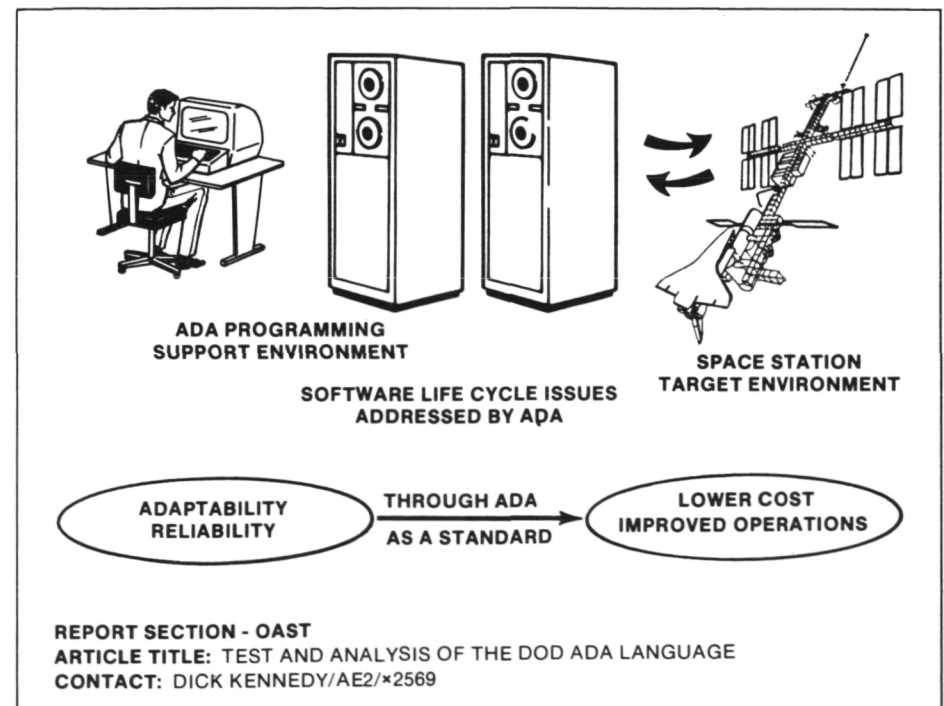 ADA PROGRAMMING
SUPPORT ENVIRONMENT
SPACE STATION
TARGET ENVIRONMENT
SOFTWARE LIFE CYCLE ISSUES
ADDRESSED BY ADA
ADAPTABILITY
RELIABILITY
THROUGH ADA
AS A STANDARD
LOWER COST
IMPROVED OPERATIONS
REPORT SECTION - OAST
ARTICLE TITLE: TEST AND ANALYSIS OF THE DOD ADA LANGUAGE
CONTACT: DICK KENNEDY/AE2/×2569